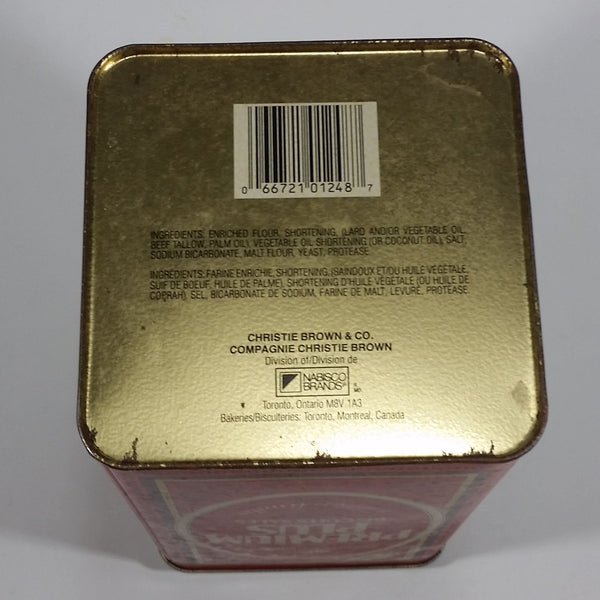 0 66721 01248 7
INGREDIENTS: ENRICHED FLOUR, SHORTENING, (LARD AND/OR VEGETABLE OIL,
BEEF TALLOW, PALM OIL), VEGETABLE OIL SHORTENING (OR COCONUT OIL), SALT,
SODIUM BICARBONATE, MALT FLOUR, YEAST, PROTEASE.
INGREDIENTS: FARINE ENRICHIE, SHORTENING, (SAINDOUX ET/OU HUILE VEGÉTALE,
SUIF DE BOEUF, HUILE DE PALME), SHORTENING D'HUILE VÉGÉTALE (OU HUILE DE
COPRAH), SEL, BICARBONATE DE SODIUM, FARINE DE MALT, LEVURE, PROTEASE.
CHRISTIE BROWN & CO.
COMPAGNIE CHRISTIE BROWN
Division of/Division de
NABISCO
BRANDS
Toronto, Ontario M8V 1A3
Bakeries/Biscuiteries: Toronto, Montreal, Canada
PREMIUM
PLUS